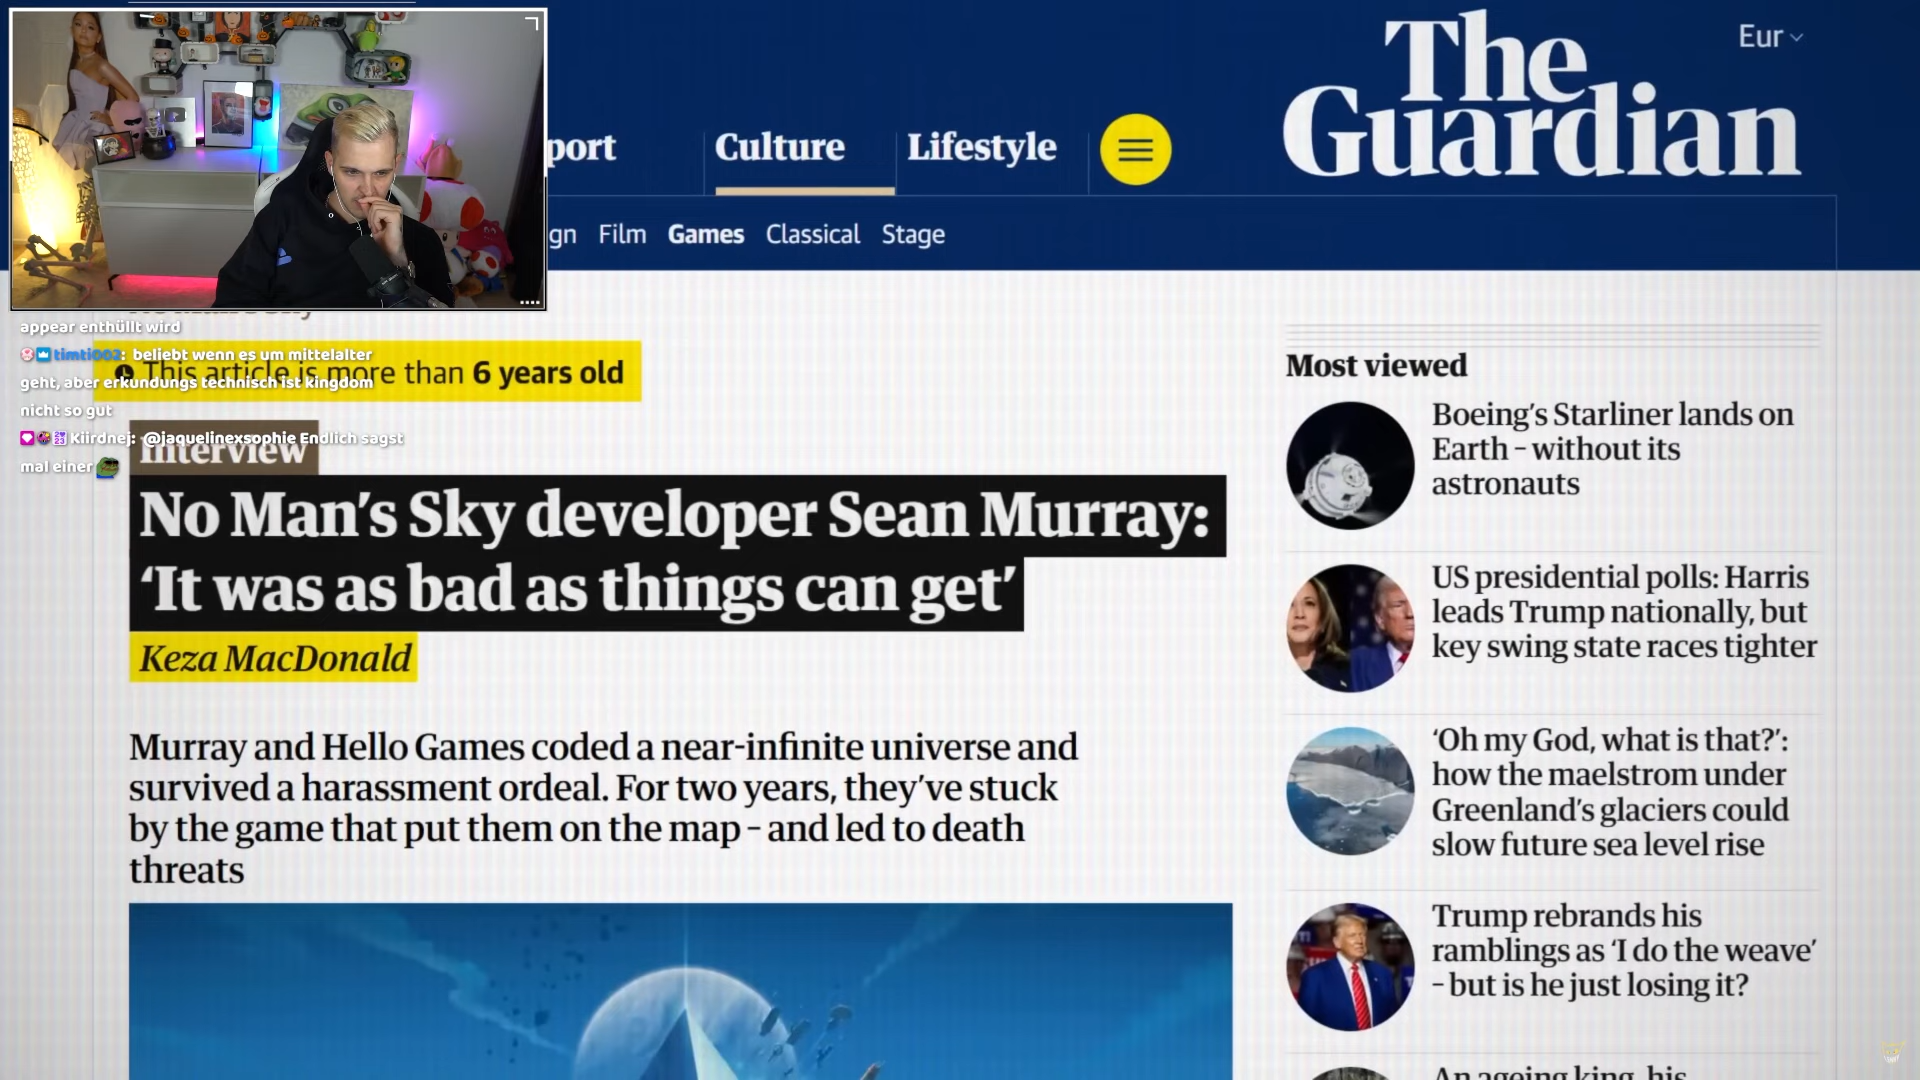 The
Guardian
Eur
port
Culture
Lifestyle
gn
Film
Games
Classical
Stage
appear enthüllt wird
timti002: beliebt wenn es um mittelalter
geht, aber erkundungs technisch ist kingdom
nicht so gut
Kiirdnej: @jaquelinexsophie Endlich sagst
mal einer
This article is more than 6 years old
Interview
No Man’s Sky developer Sean Murray:
‘It was as bad as things can get’
Keza MacDonald
Murray and Hello Games coded a near-infinite universe and
survived a harassment ordeal. For two years, they’ve stuck
by the game that put them on the map – and led to death
threats
Most viewed
Boeing’s Starliner lands on
Earth – without its
astronauts
US presidential polls: Harris
leads Trump nationally, but
key swing state races tighter
‘Oh my God, what is that?’:
how the maelstrom under
Greenland’s glaciers could
slow future sea level rise
Trump rebrands his
ramblings as ‘I do the weave’
– but is he just losing it?
An ageing king, his